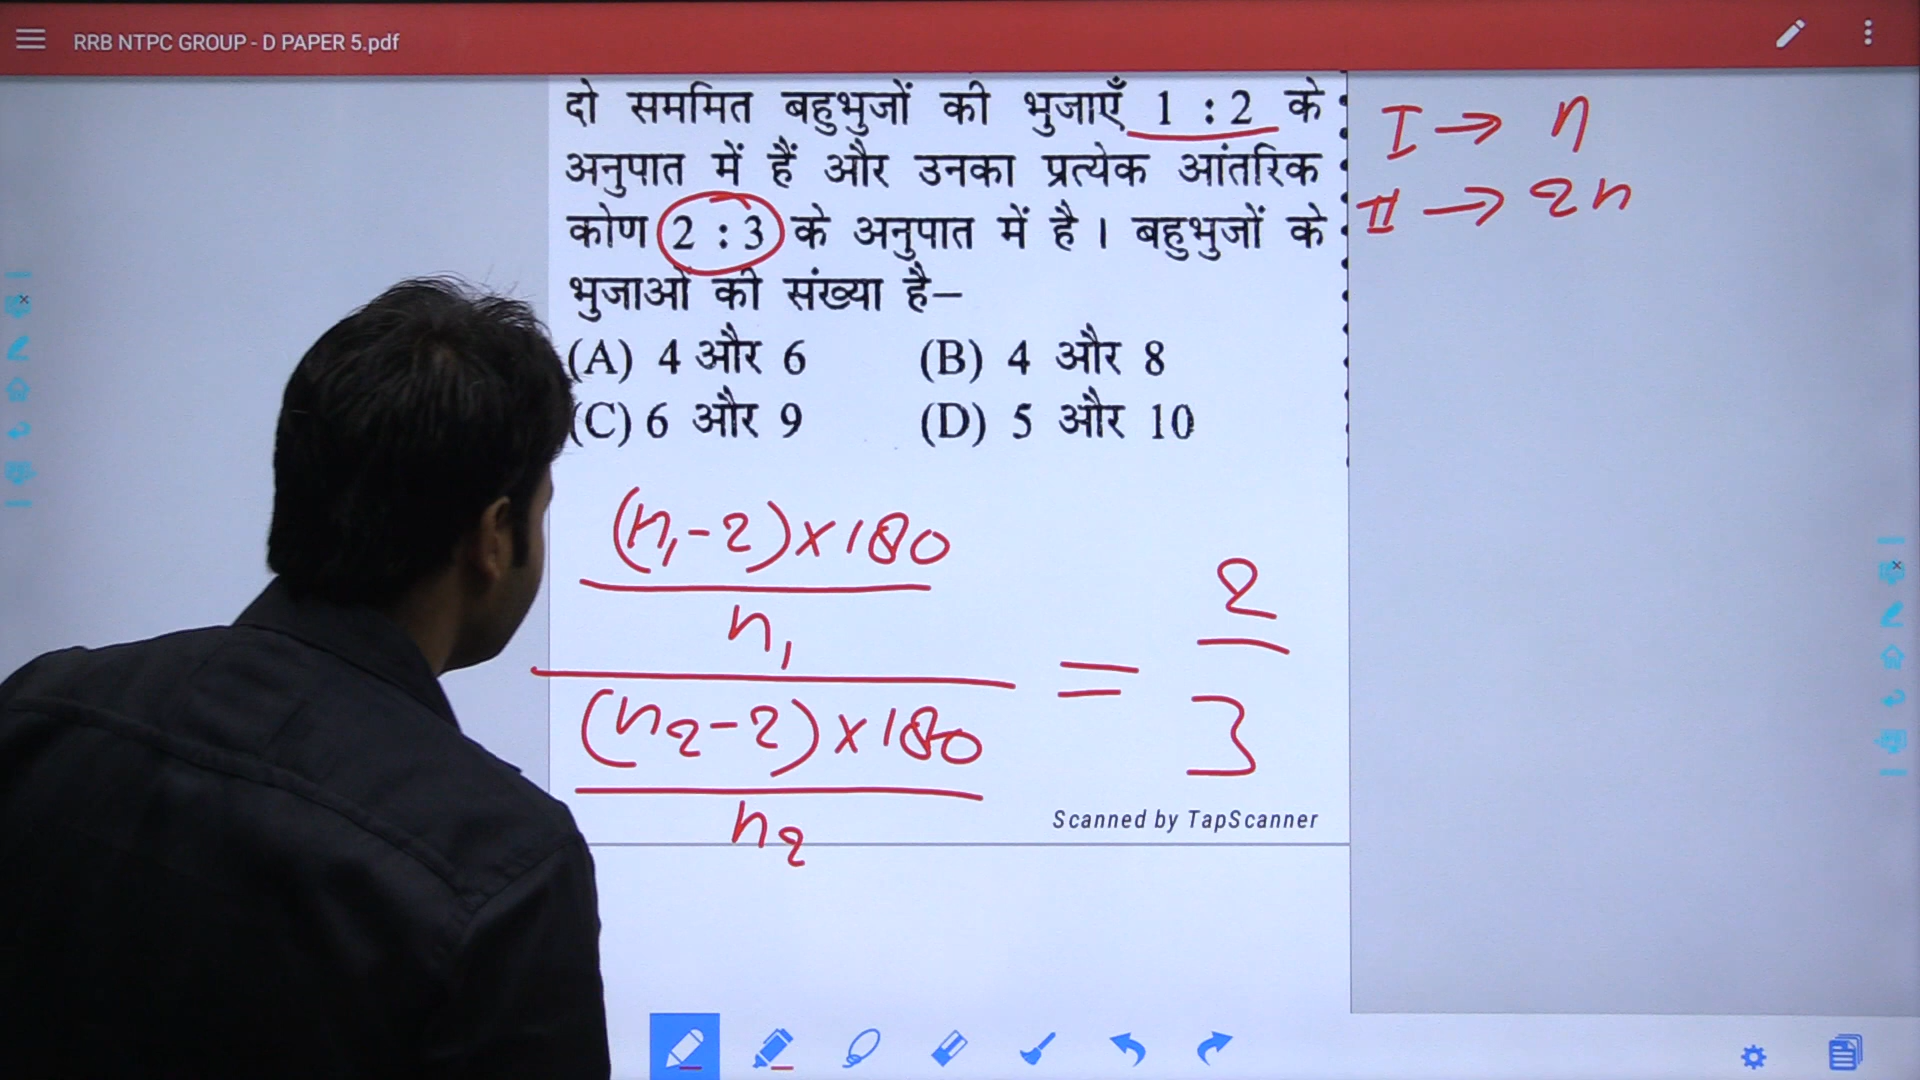 RRB NTPC GROUP - D PAPER 5.pdf
दो सममित बहुभुजों की भुजाएँ 1 : 2 के
अनुपात में हैं और उनका प्रत्येक आंतरिक
कोण 2 : 3 के अनुपात में है । बहुभुजों के
भुजाओं की संख्या है–
(A) 4 और 6 (B) 4 और 8
(C) 6 और 9 (D) 5 और 10
I → n
II → 2n
(n₁-2)×180
n₁
(n₂-2)×180
n₂
= 2
3
Scanned by TapScanner